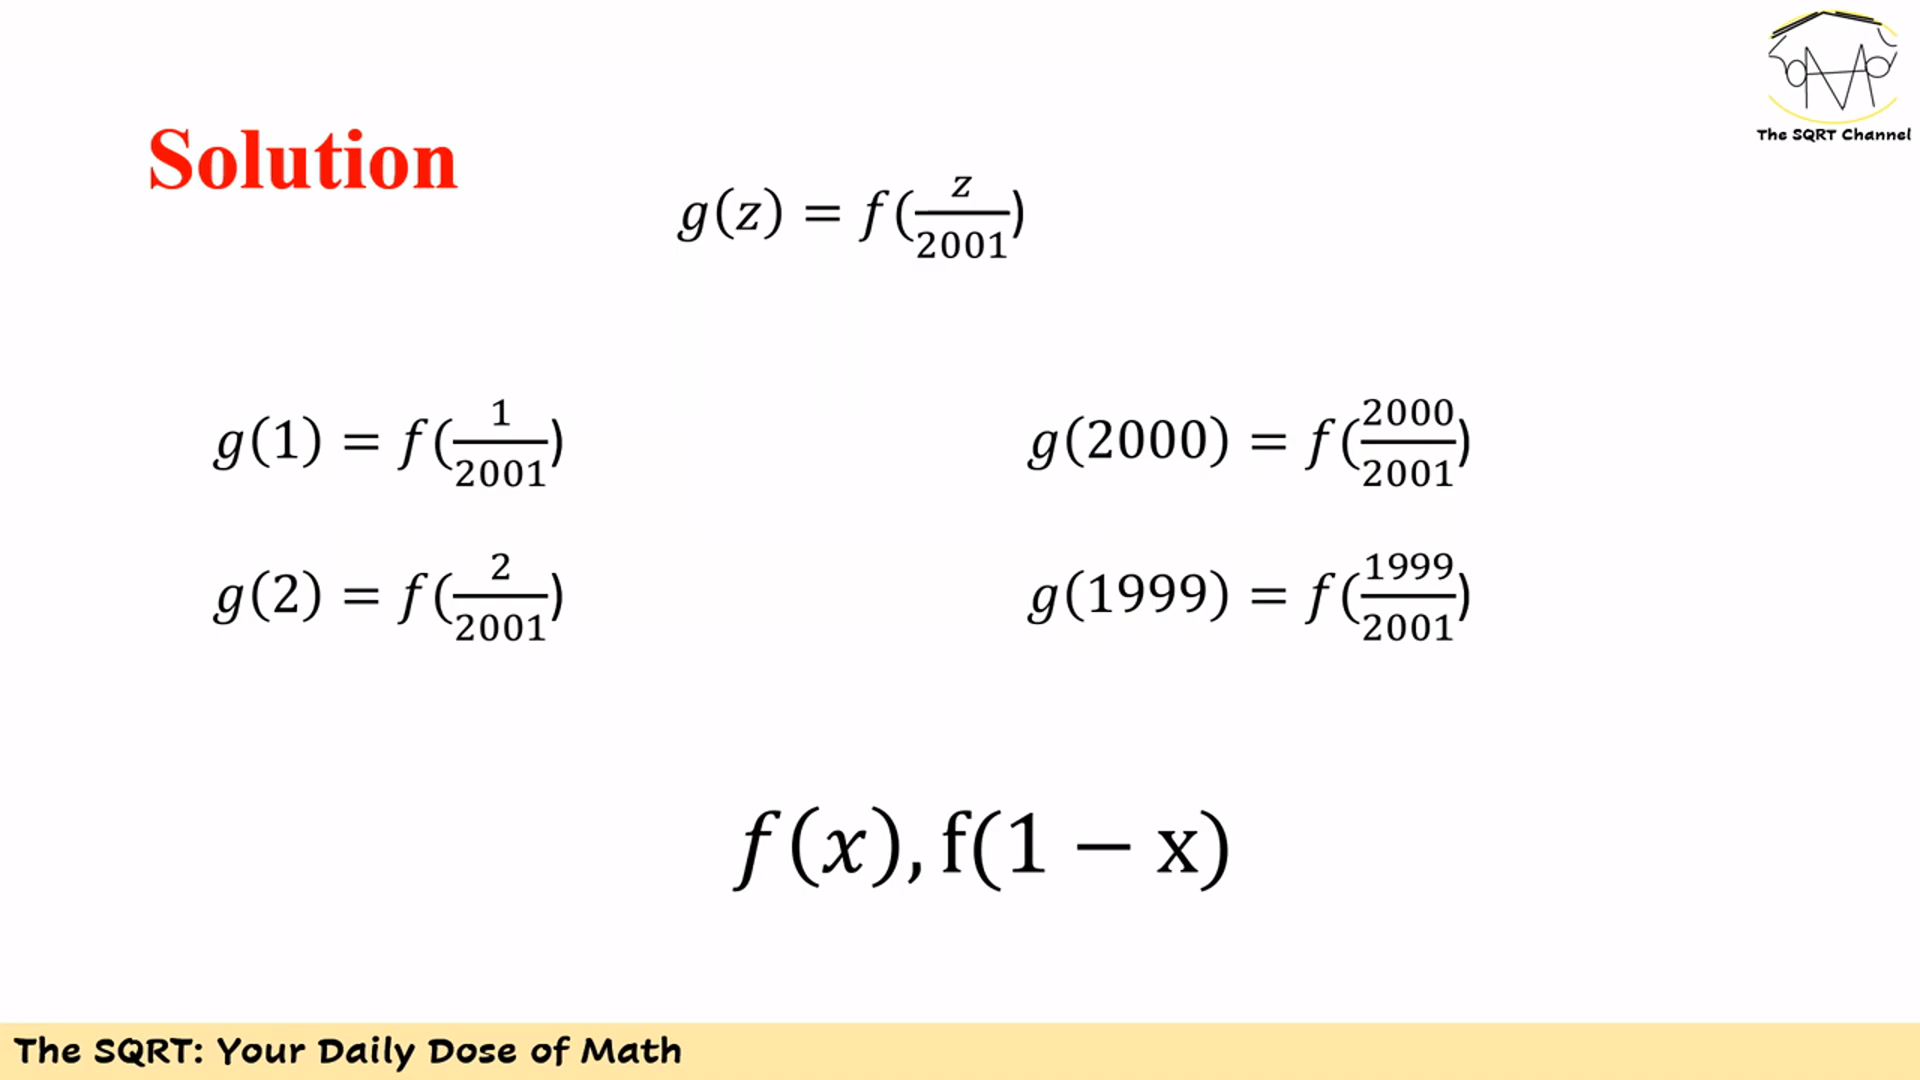 The SQRT Channel
Solution
g(z) = f(z/2001)
g(1) = f(1/2001)
g(2000) = f(2000/2001)
g(2) = f(2/2001)
g(1999) = f(1999/2001)
f(x), f(1 − x)
The SQRT: Your Daily Dose of Math